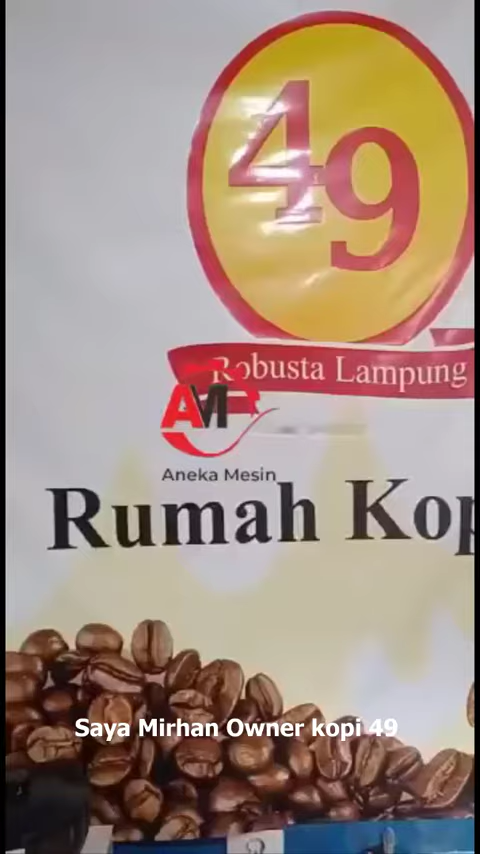 49
Robusta Lampung
AM
Aneka Mesin
Rumah Kop
Saya Mirhan Owner kopi 49